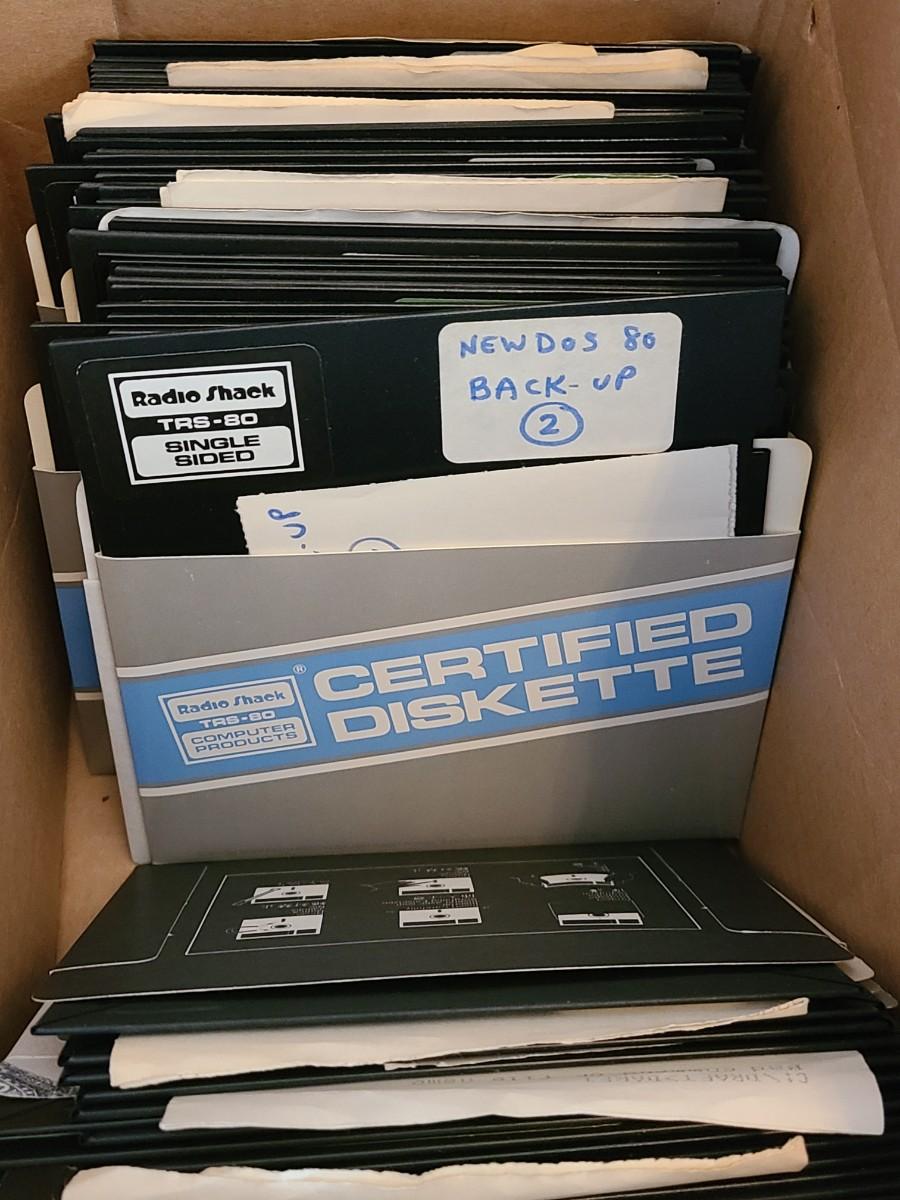 Radio Shack
TRS-80
SINGLE
SIDED
NEWDOS 80
BACK-UP
2
UP
CERTIFIED
DISKETTE
®
Radio Shack
TRS-80
COMPUTER
PRODUCTS